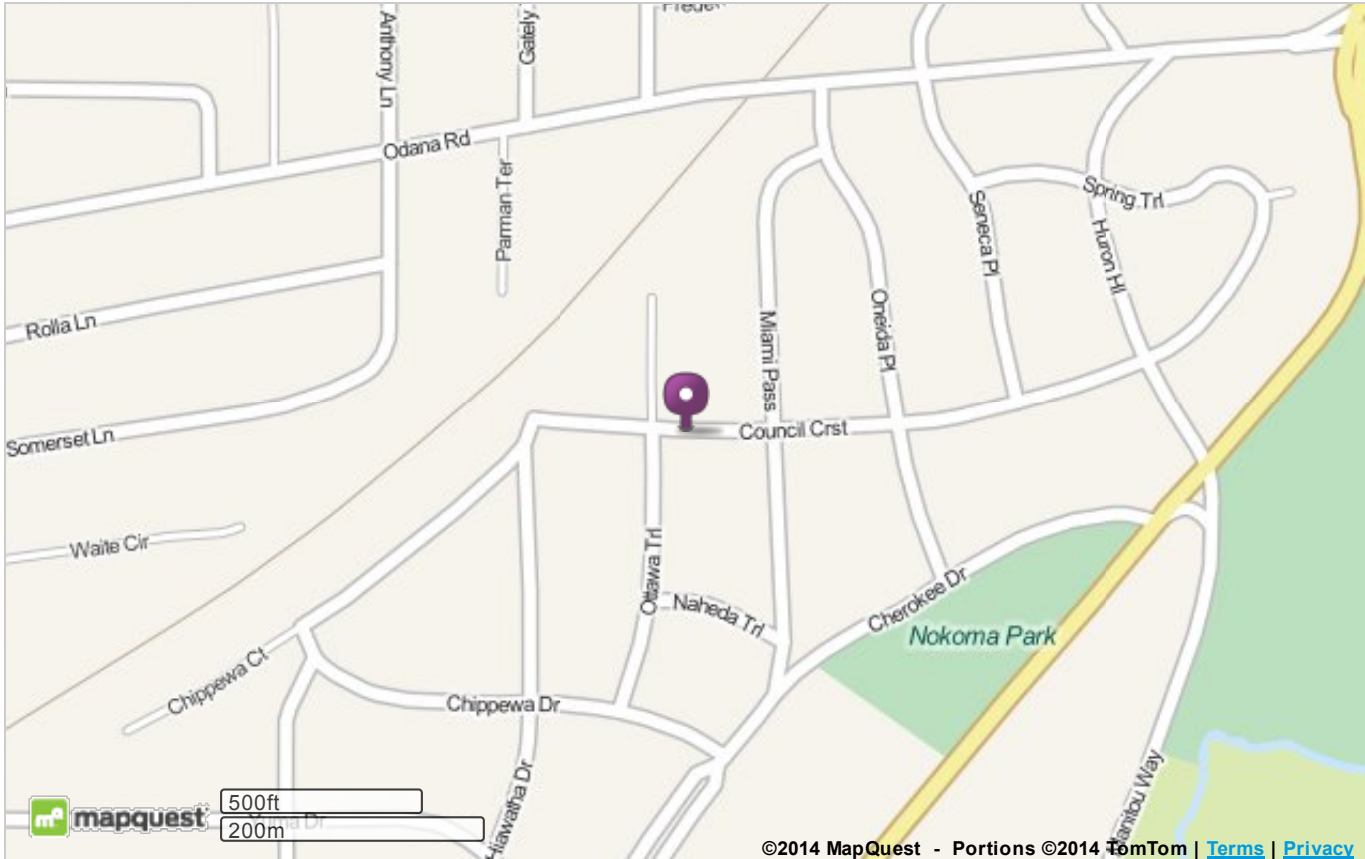 Anthony Ln
Gately
Odana Rd
Parman Ter
Spring Trl
Seneca Pl
Huron Hl
Rolla Ln
Miami Pass
Oneida Pl
Somerset Ln
Council Crst
Waite Cir
Ottawa Trl
Naheda Trl
Cherokee Dr
Nokoma Park
Chippewa Ct
Chippewa Dr
Hiawatha Dr
Manitou Way
mapquest
500ft
200m
Yuma Dr
©2014 MapQuest - Portions ©2014 TomTom | Terms | Privacy